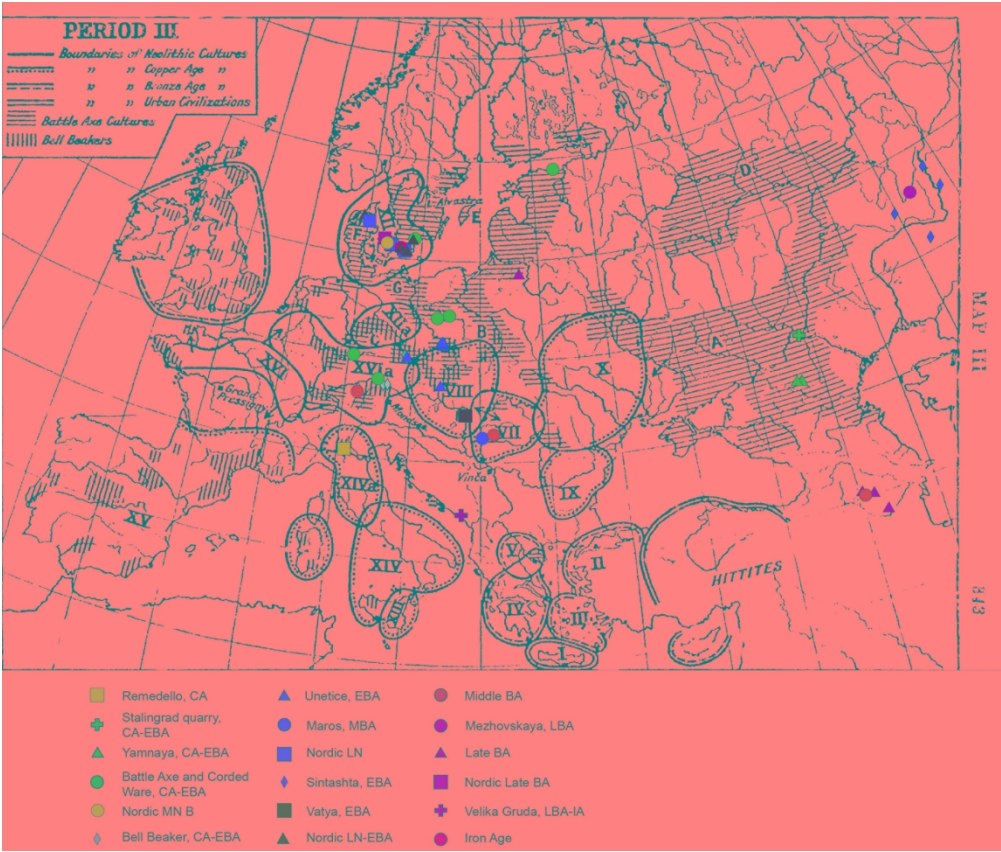 PERIOD III.
Boundaries of Neolithic Cultures
" " Copper Age "
" " Bronze Age "
" " Urban Civilizations
Battle Axe Cultures
Bell Beakers
D
Alvastra
E
F
G
MAP III
XIc
B
A
C
XVIa
XVI
X
VIII
Grand
Pressigny
VII
Vinča
IX
XIVa
XV
V
II
XIV
HITTITES
IV
III
I
313
Remedello, CA
Stalingrad quarry,
CA-EBA
Yamnaya, CA-EBA
Battle Axe and Corded
Ware, CA-EBA
Nordic MN B
Bell Beaker, CA-EBA
Unetice, EBA
Maros, MBA
Nordic LN
Sintashta, EBA
Vatya, EBA
Nordic LN-EBA
Middle BA
Mezhovskaya, LBA
Late BA
Nordic Late BA
Velika Gruda, LBA-IA
Iron Age